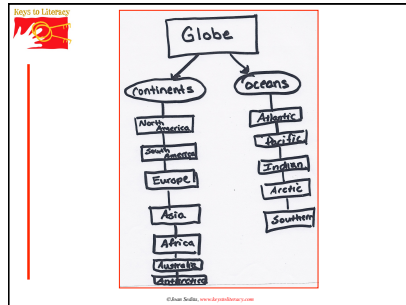 Keys to Literacy
Globe
Continents
Oceans
North America
South America
Europe
Asia
Africa
Australia
Antarctica
Atlantic
Pacific
Indian
Arctic
Southern
©Joan Sedita, www.keystoliteracy.com